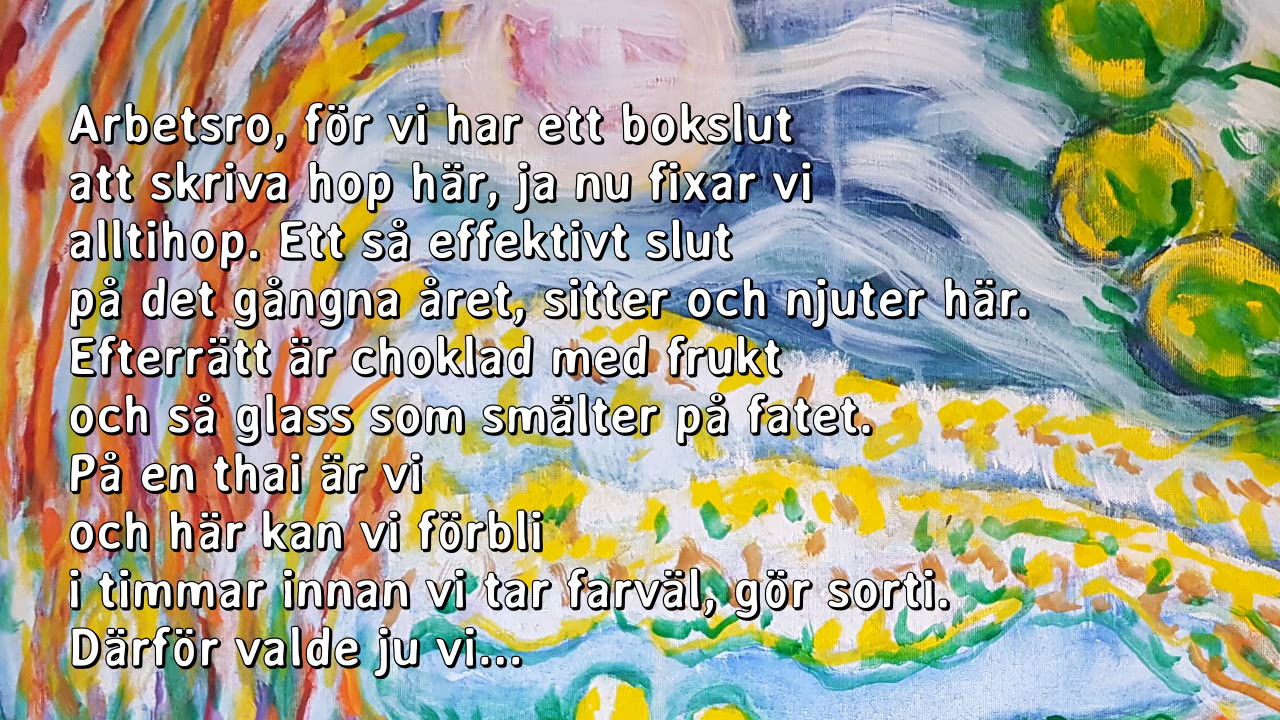 Arbetsro, för vi har ett bokslut
att skriva hop här, ja nu fixar vi
alltihop. Ett så effektivt slut
på det gångna året, sitter och njuter här.
Efterrätt är choklad med frukt
och så glass som smälter på fatet.
På en thai är vi
och här kan vi förbli
i timmar innan vi tar farväl, gör sorti.
Därför valde ju vi...